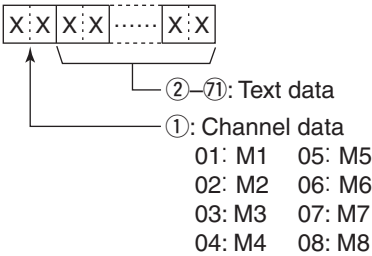 X X X X ...... X X
②–㉑: Text data
①: Channel data
01: M1 05: M5
02: M2 06: M6
03: M3 07: M7
04: M4 08: M8